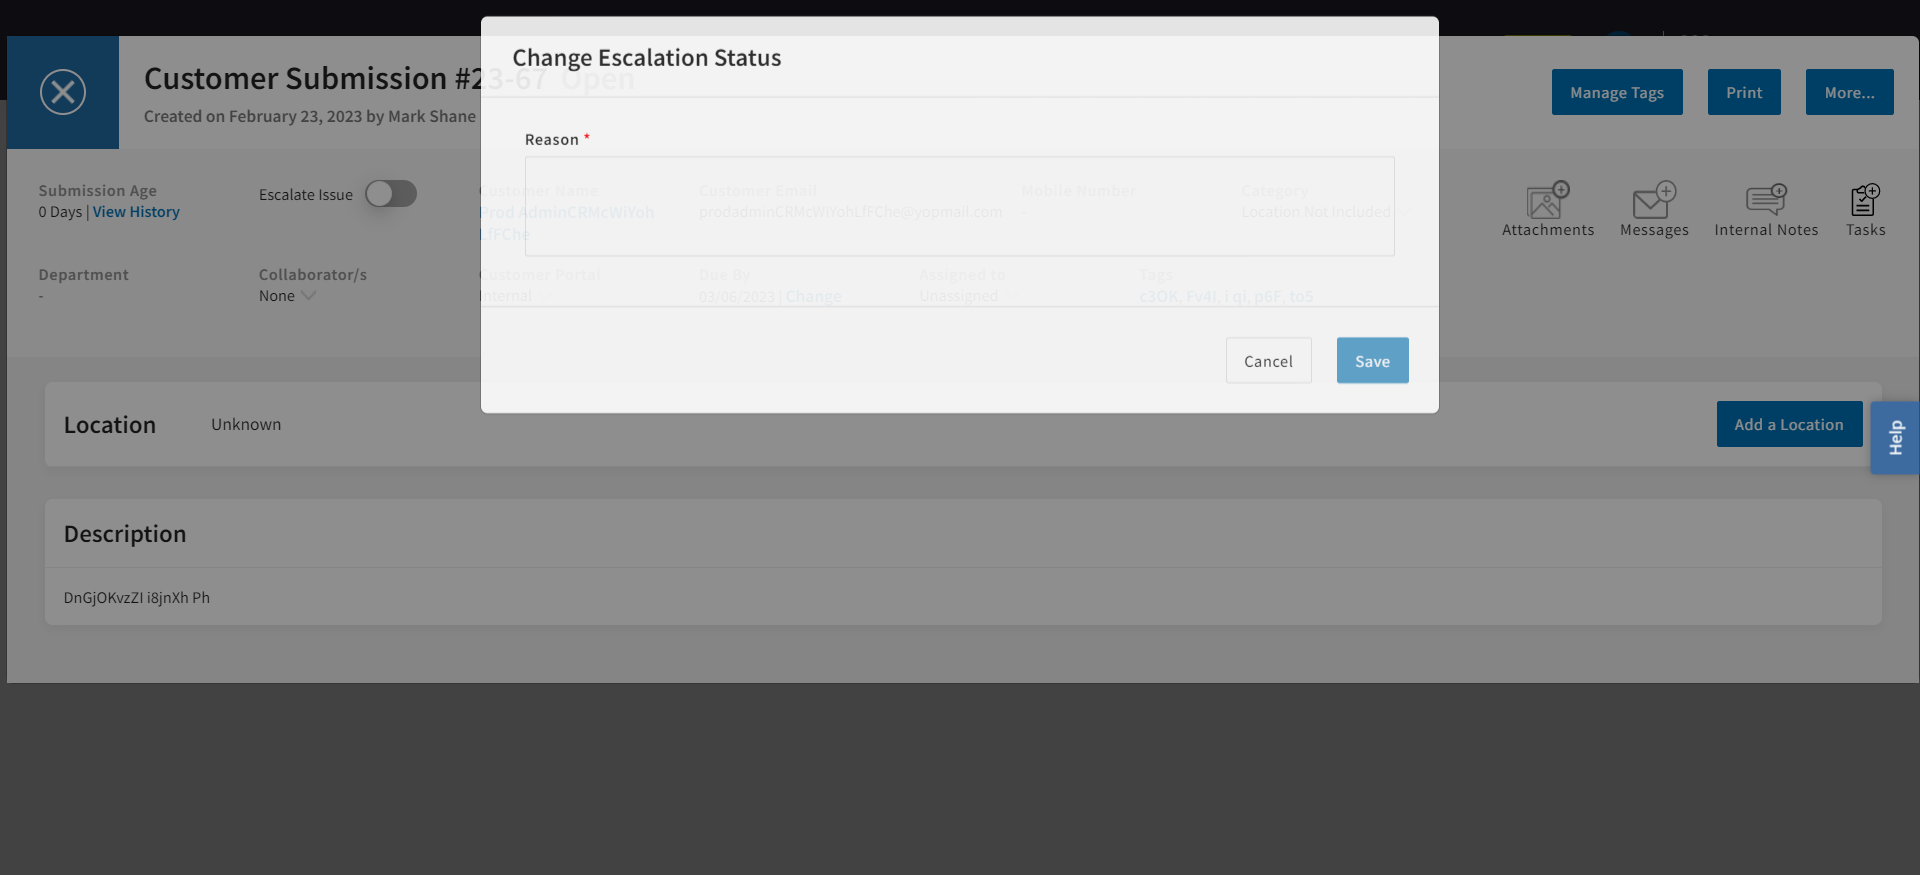 Change Escalation Status
Customer Submission #23-67 Open
Created on February 23, 2023 by Mark Shane
Manage Tags
Print
More...
Reason *
Submission Age
0 Days | View History
Escalate Issue
Customer Name
Prod AdminCRMcWiYoh
LfFChe
Customer Email
prodadminCRMcWiYohLfFChe@yopmail.com
Mobile Number
Category
Location Not Included
Attachments
Messages
Internal Notes
Tasks
Department
-
Collaborator/s
None
Customer Portal
Internal
Due By
03/06/2023 | Change
Assigned to
Unassigned
Tags
c3OK, Fv4I, i qi, p6F, to5
Cancel
Save
Location
Unknown
Add a Location
Help
Description
DnGjOKvzZI i8jnXh Ph